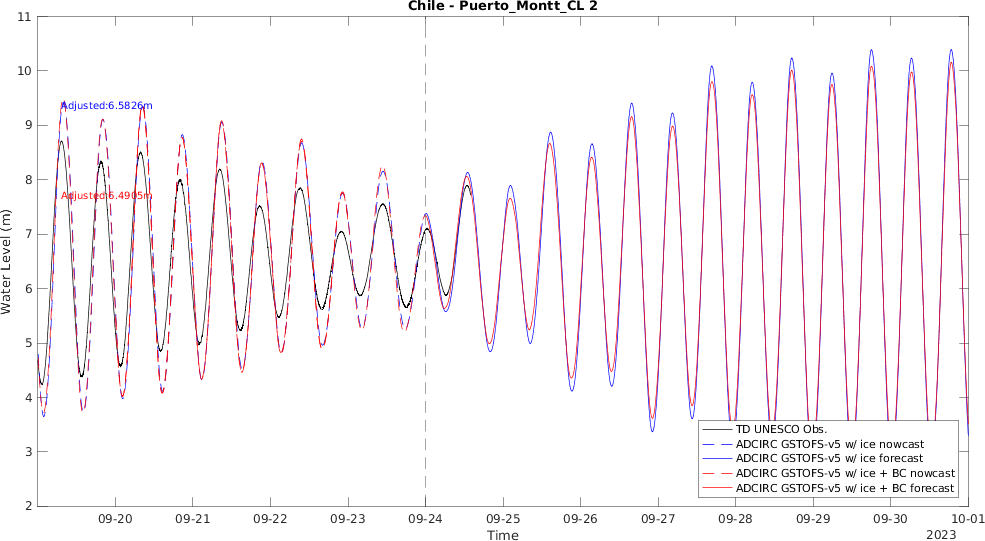 Chile - Puerto_Montt_CL 2
11
10
9
8
7
6
5
4
3
2
Water Level (m)
Adjusted:6.5826m
Adjusted:6.4905m
TD UNESCO Obs.
ADCIRC GSTOFS-v5 w/ ice nowcast
ADCIRC GSTOFS-v5 w/ ice forecast
ADCIRC GSTOFS-v5 w/ ice + BC nowcast
ADCIRC GSTOFS-v5 w/ ice + BC forecast
09-20 09-21 09-22 09-23 09-24 09-25 09-26 09-27 09-28 09-29 09-30 10-01
Time
2023